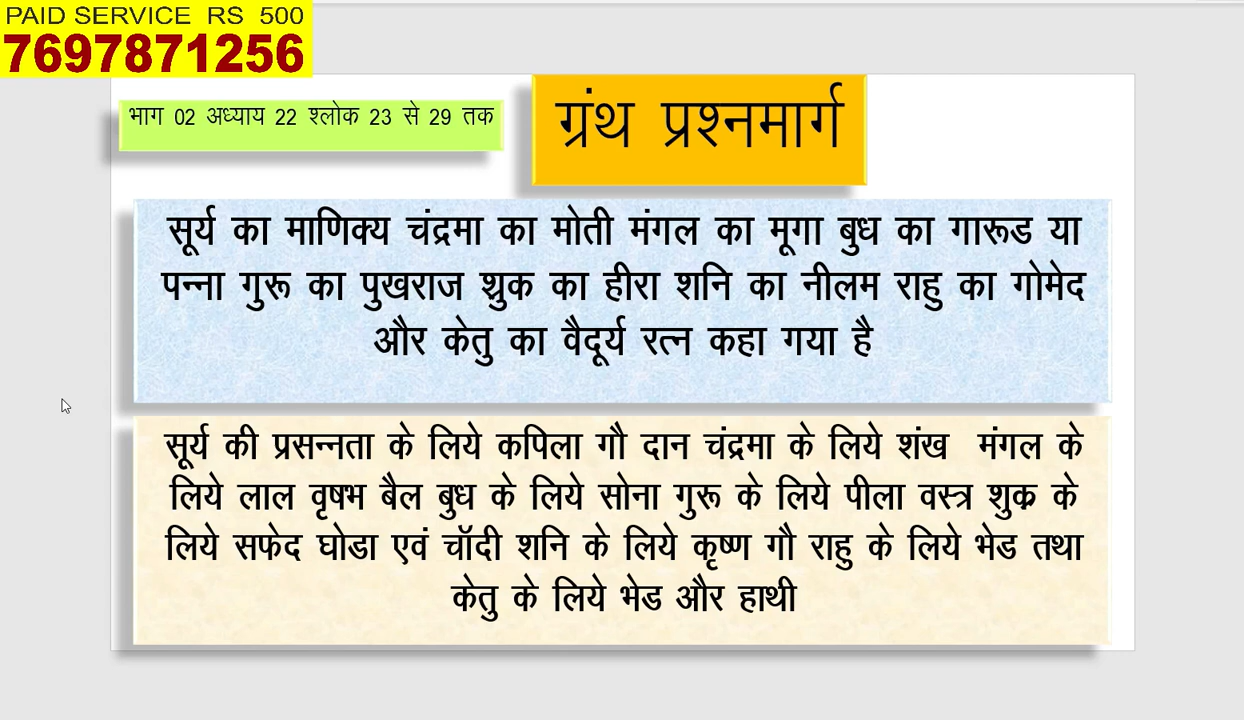 PAID SERVICE RS 500
7697871256
भाग 02 अध्याय 22 श्लोक 23 से 29 तक
ग्रंथ प्रश्नमार्ग
सूर्य का माणिक्य चंद्रमा का मोती मंगल का मूगा बुध का गारूड या
पन्ना गुरू का पुखराज श्रुक का हीरा शनि का नीलम राहु का गोमेद
और केतु का वैदूर्य रत्न कहा गया है
सूर्य की प्रसन्नता के लिये कपिला गौ दान चंद्रमा के लिये शंख मंगल के
लिये लाल वृषभ बैल बुध के लिये सोना गुरू के लिये पीला वस्त्र शुक्र के
लिये सफेद घोडा एवं चॉदी शनि के लिये कृष्ण गौ राहु के लिये भेड तथा
केतु के लिये भेड और हाथी